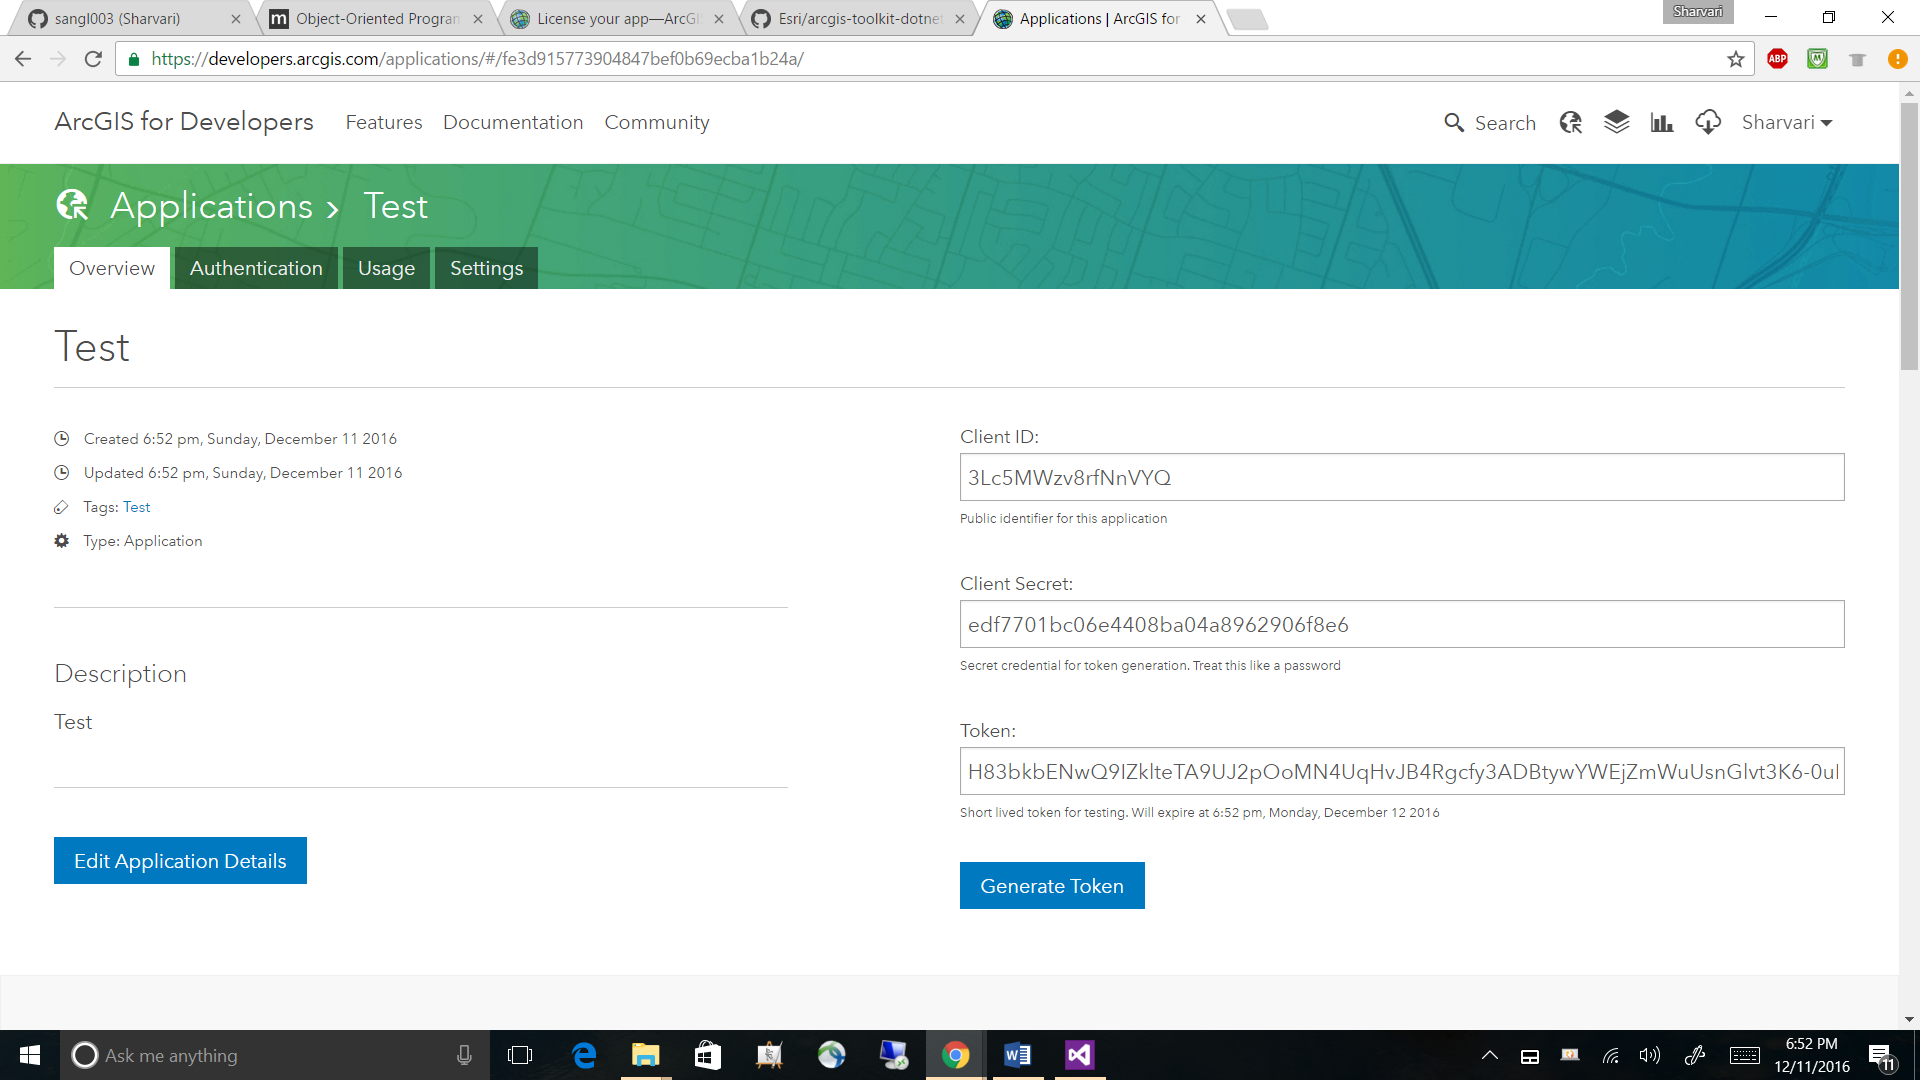 sangl003 (Sharvari)
Object-Oriented Program
License your app—ArcGIS
Esri/arcgis-toolkit-dotnet
Applications | ArcGIS for
Sharvari
https://developers.arcgis.com/applications/#/fe3d915773904847bef0b69ecba1b24a/
ABP
M
ArcGIS for Developers
Features
Documentation
Community
Search
Sharvari
Applications › Test
Overview
Authentication
Usage
Settings
Test
Created 6:52 pm, Sunday, December 11 2016
Updated 6:52 pm, Sunday, December 11 2016
Tags: Test
Type: Application
Description
Test
Edit Application Details
Client ID:
3Lc5MWzv8rfNnVYQ
Public identifier for this application
Client Secret:
edf7701bc06e4408ba04a8962906f8e6
Secret credential for token generation. Treat this like a password
Token:
H83bkbENwQ9IZklteTA9UJ2pOoMN4UqHvJB4Rgcfy3ADBtywYWEjZmWuUsnGlvt3K6-0ul
Short lived token for testing. Will expire at 6:52 pm, Monday, December 12 2016
Generate Token
Ask me anything
6:52 PM
12/11/2016
11